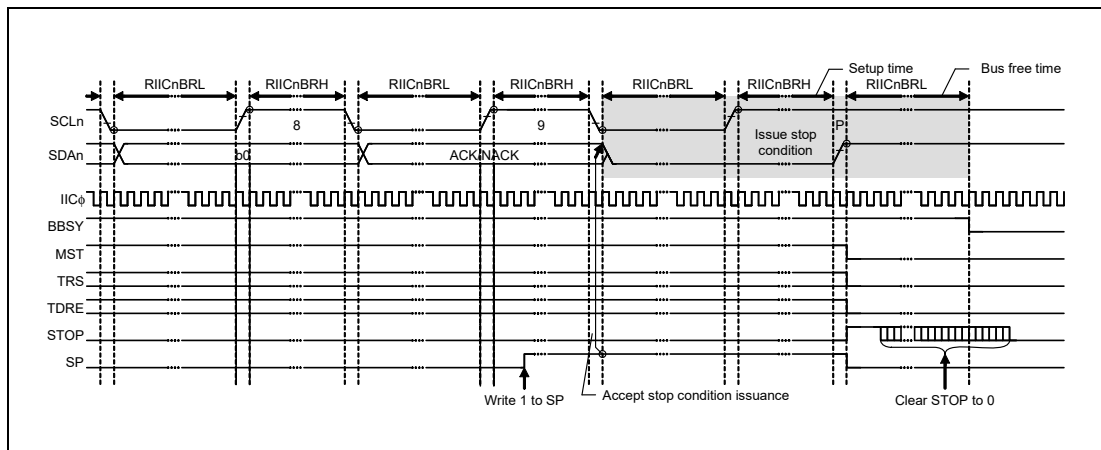 RIICnBRL RIICnBRH RIICnBRL RIICnBRH RIICnBRL RIICnBRH Setup time RIICnBRL Bus free time
SCLn 8 9 Issue stop condition P
SDAn b0 ACK/NACK
IICφ
BBSY
MST
TRS
TDRE
STOP
SP
Write 1 to SP Accept stop condition issuance Clear STOP to 0